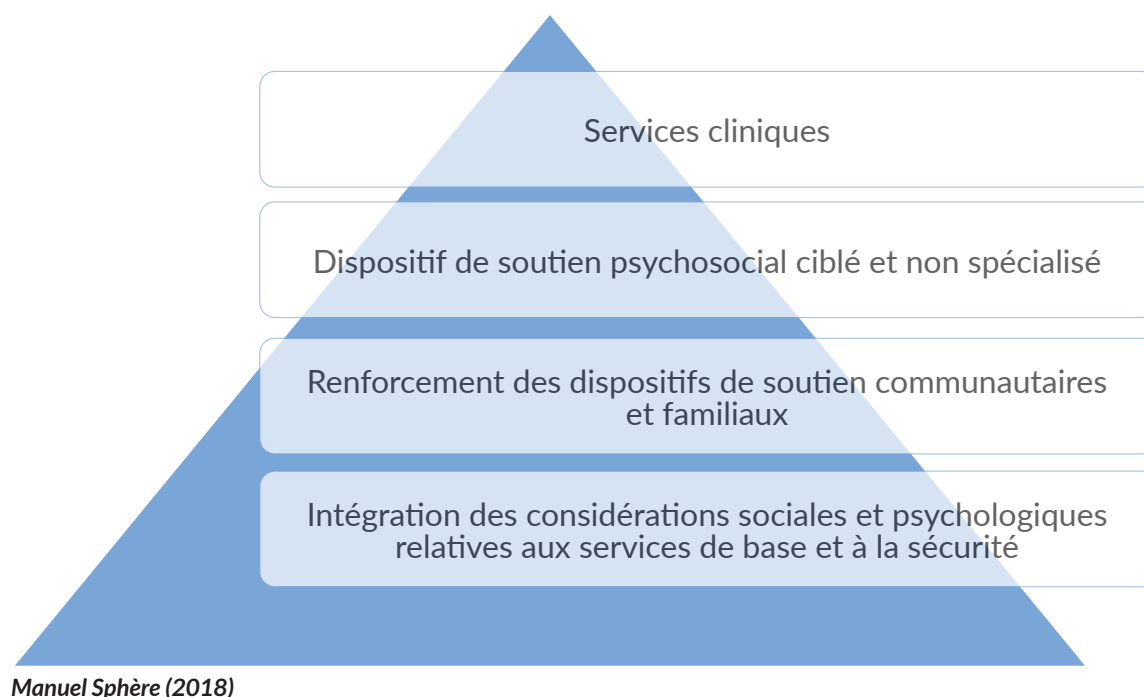 Services cliniques
Dispositif de soutien psychosocial ciblé et non spécialisé
Renforcement des dispositifs de soutien communautaires
et familiaux
Intégration des considérations sociales et psychologiques
relatives aux services de base et à la sécurité
Manuel Sphère (2018)